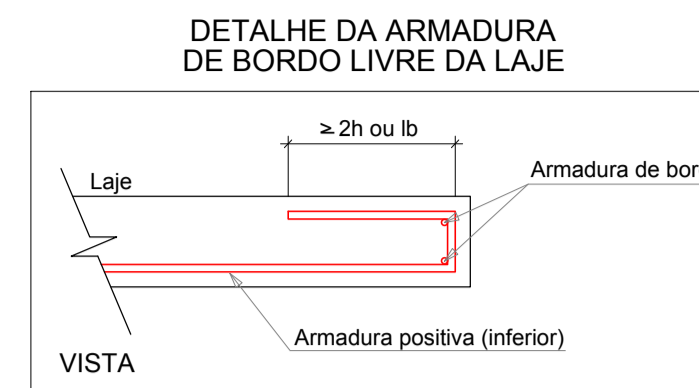 DETALHE DA ARMADURA
DE BORDO LIVRE DA LAJE
≥ 2h ou lb
Laje
Armadura de bor
Armadura positiva (inferior)
VISTA